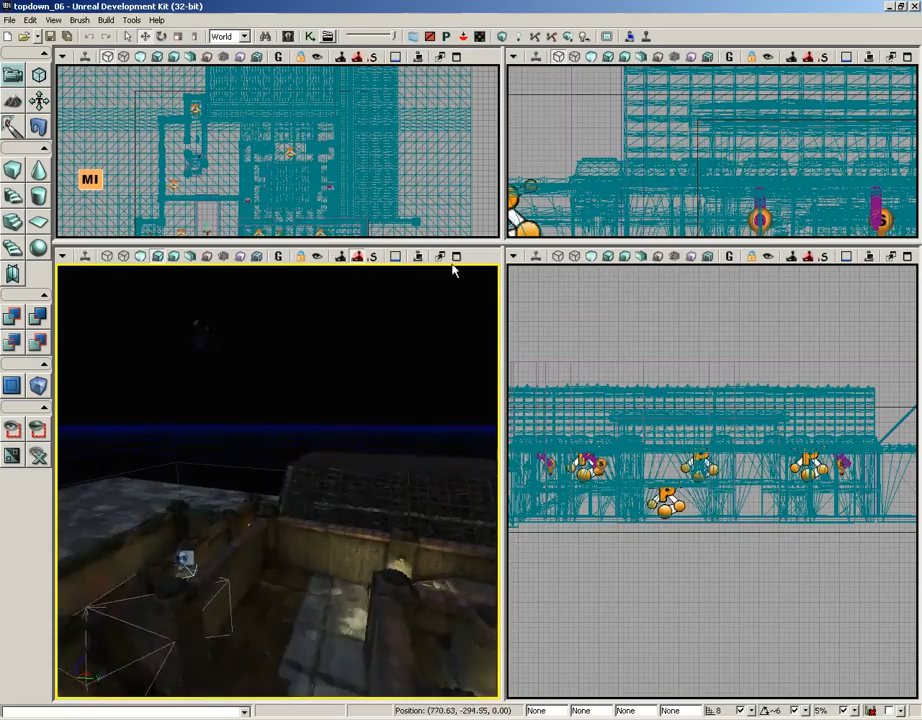 topdown_06 - Unreal Development Kit (32-bit)
File Edit View Brush Build Tools Help
World
G
G
MI
S
G
G
P
P
P
P
Position: (770.63, -294.55, 0.00)
None
None
None
None
8
~6
5%